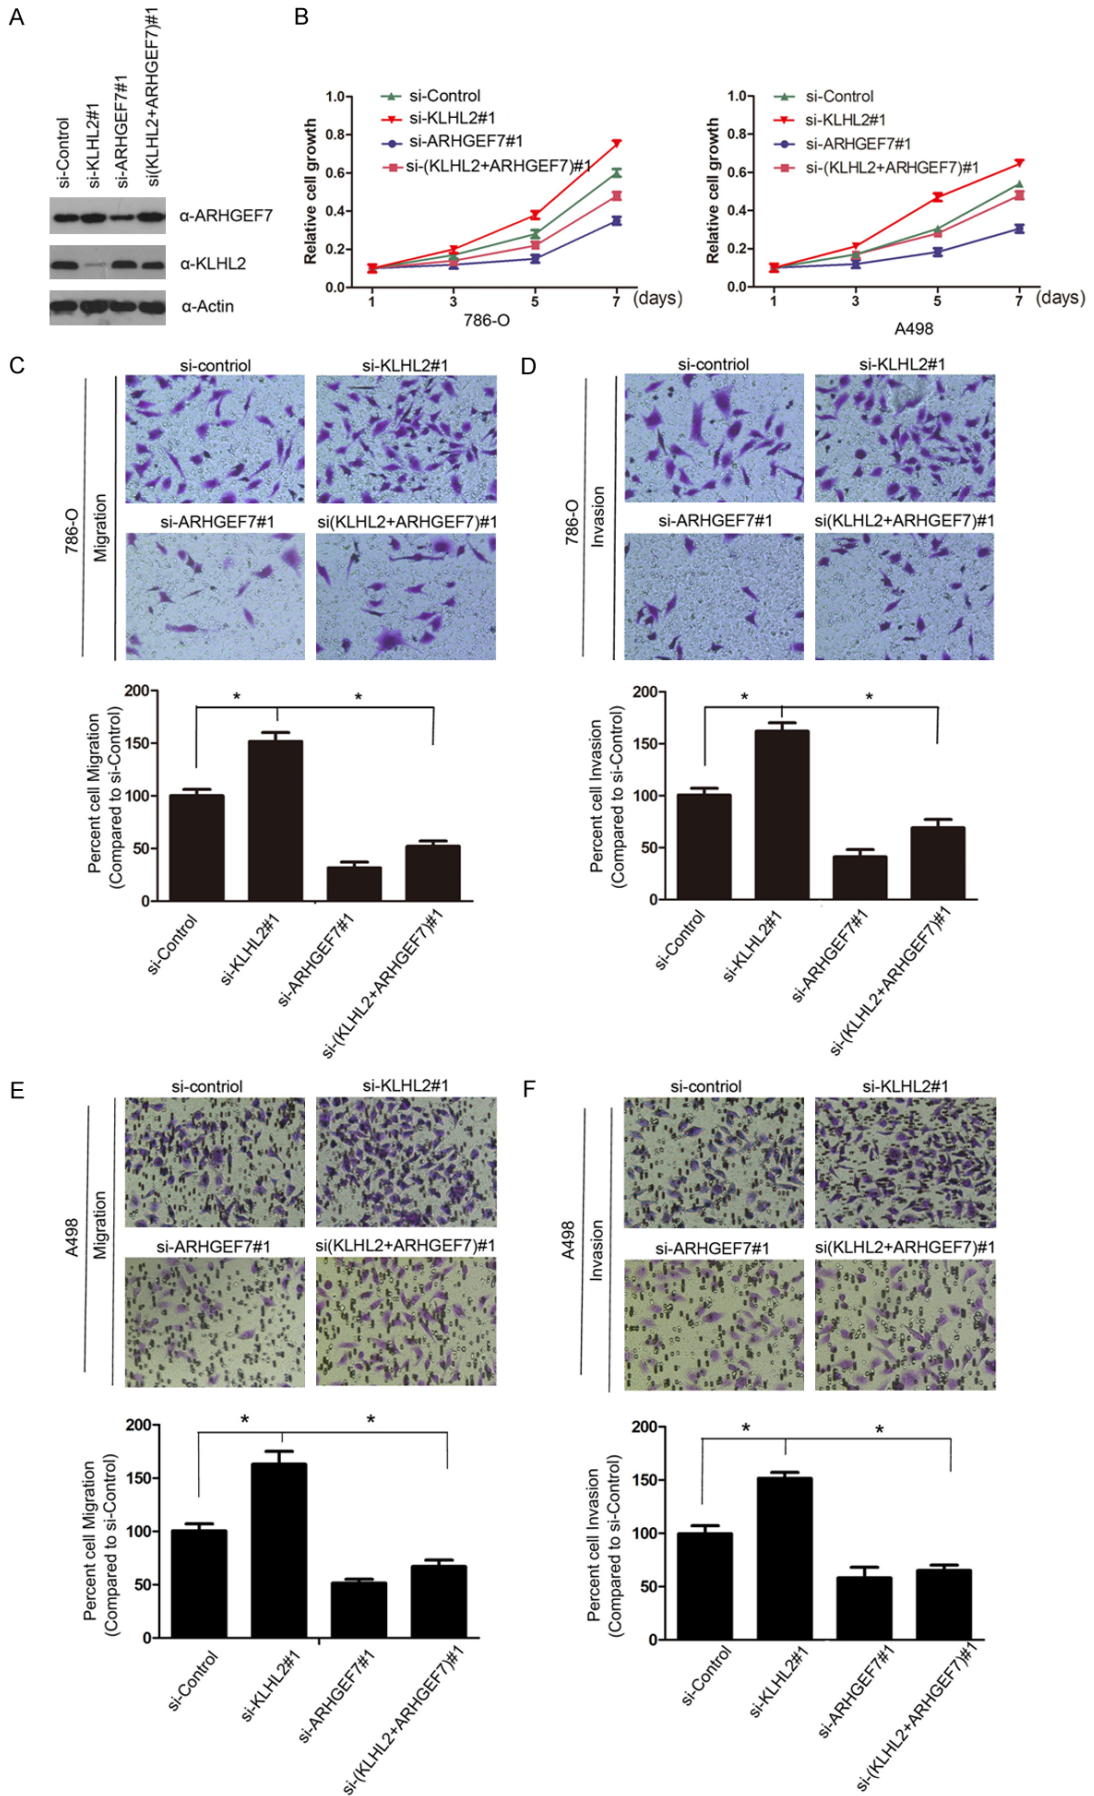 A
si-Control
si-KLHL2#1
si-ARHGEF7#1
si(KLHL2+ARHGEF7)#1
α-ARHGEF7
α-KLHL2
α-Actin
B
Relative cell growth
1.0
0.8
0.6
0.4
0.2
0.0
si-Control
si-KLHL2#1
si-ARHGEF7#1
si-(KLHL2+ARHGEF7)#1
1 3 5 7 (days)
786-O
Relative cell growth
1.0
0.8
0.6
0.4
0.2
0.0
si-Control
si-KLHL2#1
si-ARHGEF7#1
si-(KLHL2+ARHGEF7)#1
1 3 5 7 (days)
A498
C
786-O
Migration
si-contriol
si-KLHL2#1
si-ARHGEF7#1
si(KLHL2+ARHGEF7)#1
Percent cell Migration
(Compared to si-Control)
200
150
100
50
0
* *
si-Control
si-KLHL2#1
si-ARHGEF7#1
si-(KLHL2+ARHGEF7)#1
D
786-O
Invasion
si-contriol
si-KLHL2#1
si-ARHGEF7#1
si(KLHL2+ARHGEF7)#1
Percent cell Invasion
(Compared to si-Control)
200
150
100
50
0
* *
si-Control
si-KLHL2#1
si-ARHGEF7#1
si-(KLHL2+ARHGEF7)#1
E
A498
Migration
si-contriol
si-KLHL2#1
si-ARHGEF7#1
si(KLHL2+ARHGEF7)#1
Percent cell Migration
(Compared to si-Control)
200
150
100
50
0
* *
si-Control
si-KLHL2#1
si-ARHGEF7#1
si-(KLHL2+ARHGEF7)#1
F
A498
Invasion
si-contriol
si-KLHL2#1
si-ARHGEF7#1
si(KLHL2+ARHGEF7)#1
Percent cell Invasion
(Compared to si-Control)
200
150
100
50
0
* *
si-Control
si-KLHL2#1
si-ARHGEF7#1
si-(KLHL2+ARHGEF7)#1